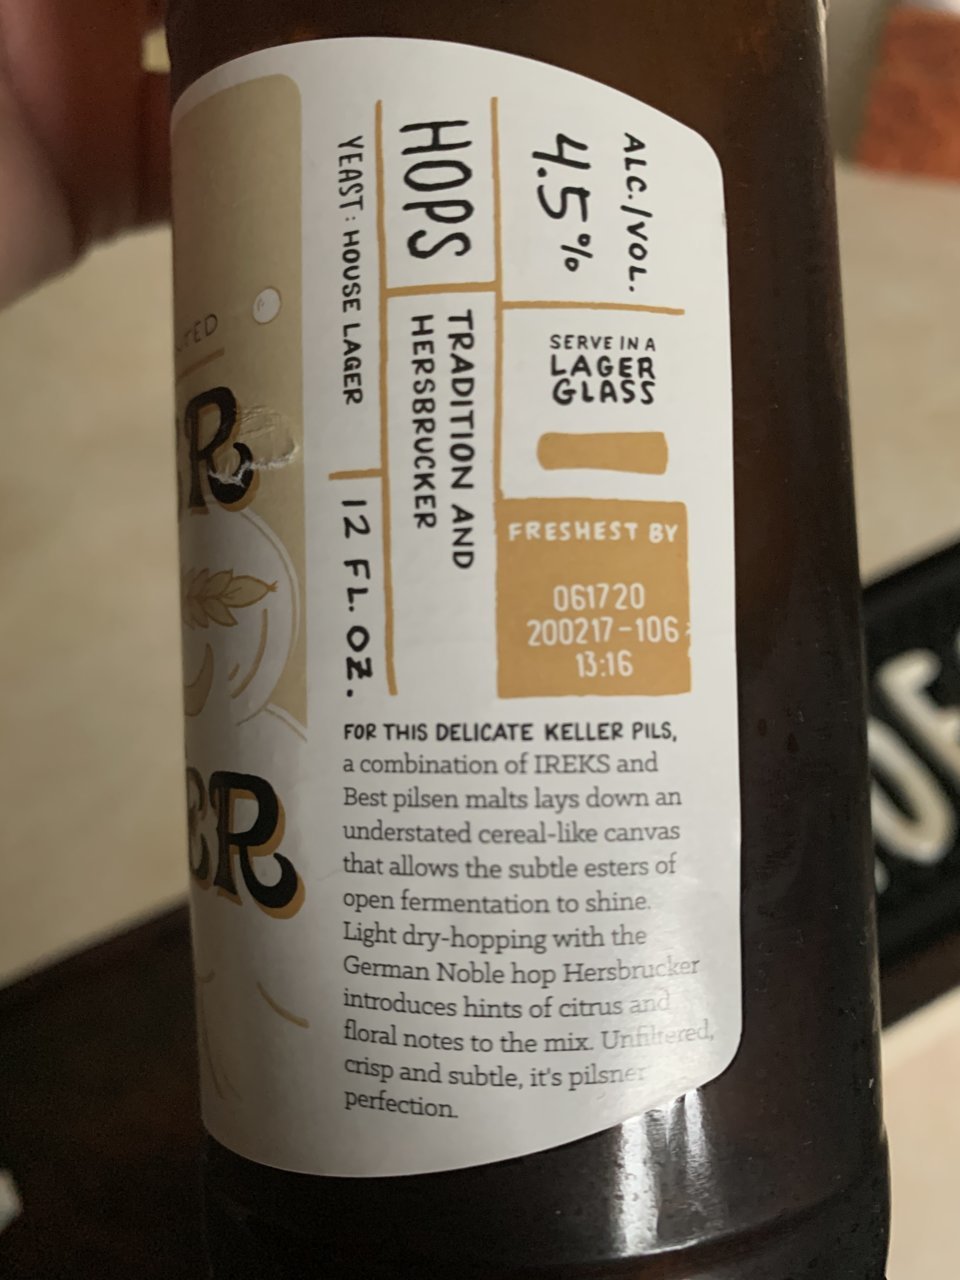 ALC./VOL.
4.5%
HOPS
TRADITION AND
HERSBRUCKER
YEAST: HOUSE LAGER
12 FL. OZ.
SERVE IN A
LAGER
GLASS
FRESHEST BY
061720
200217-106
13:16
FOR THIS DELICATE KELLER PILS,
a combination of IREKS and
Best pilsen malts lays down an
understated cereal-like canvas
that allows the subtle esters of
open fermentation to shine.
Light dry-hopping with the
German Noble hop Hersbrucker
introduces hints of citrus and
floral notes to the mix. Unfiltered,
crisp and subtle, it's pilsner
perfection.